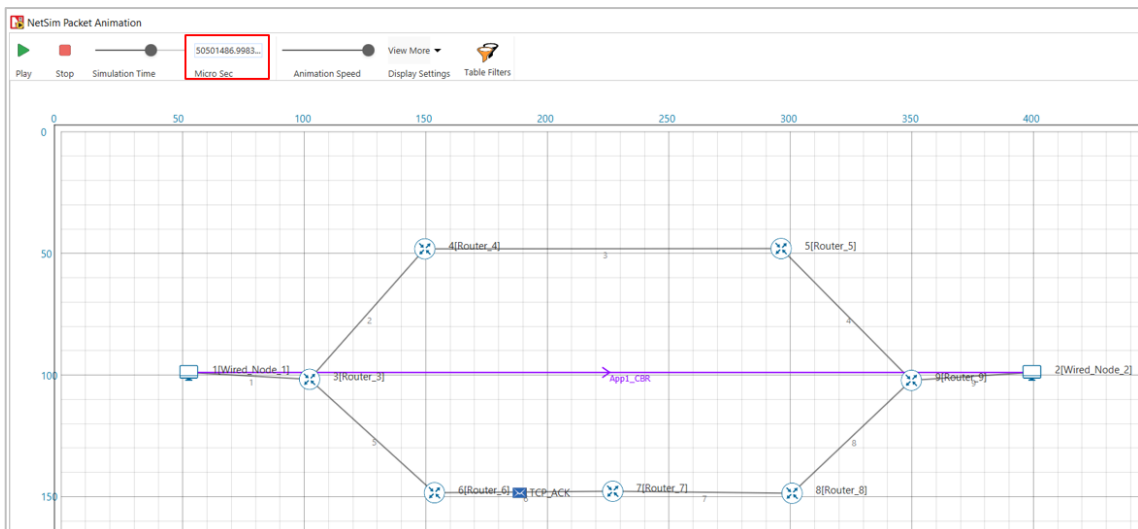 NetSim Packet Animation
50501486.9983...
View More
Play
Stop
Simulation Time
Micro Sec
Animation Speed
Display Settings
Table Filters
0 50 100 150 200 250 300 350 400
0
4[Router_4]
5[Router_5]
50
3
2
4
1[Wired_Node_1]
2[Wired_Node_2]
100
3[Router_3]
App1_CBR
9[Router_9]
1
9
5
8
6[Router_6]
TCP_ACK
7[Router_7]
8[Router_8]
150
6
7